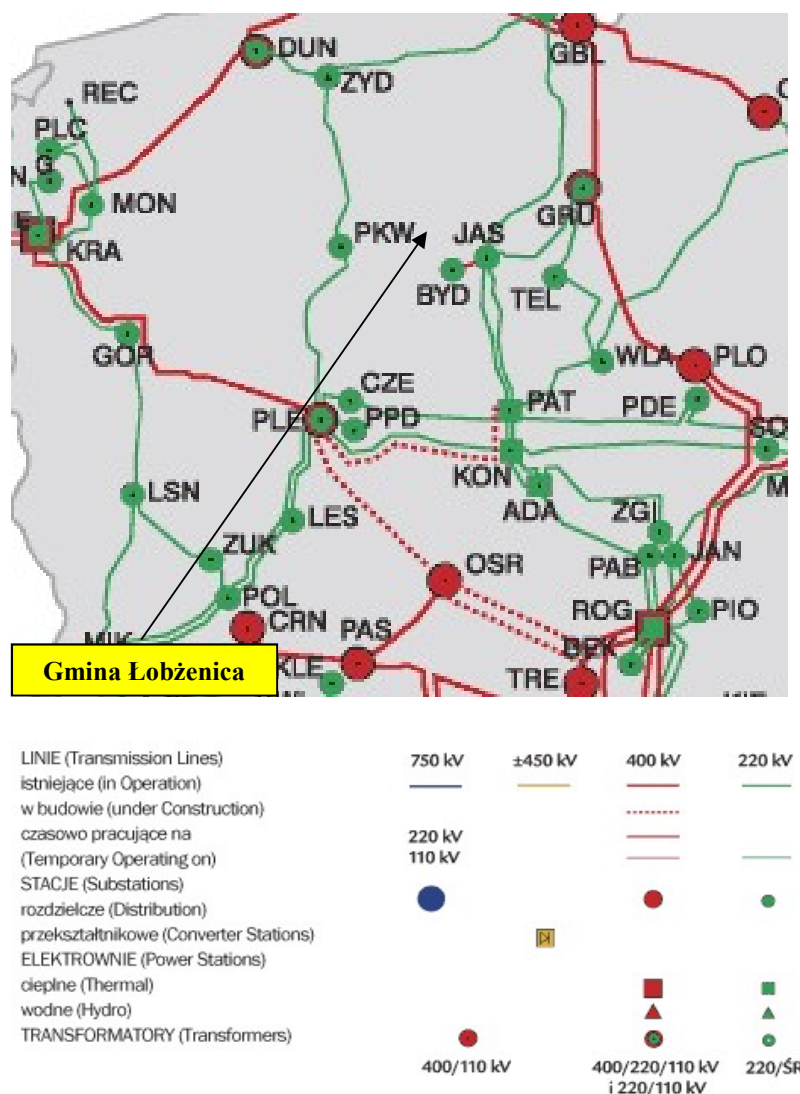 DUN
GBL
ZYD
REC
PLC
G
N
MON
GRU
PKW
JAS
KRA
BYD
TEL
GOR
WLA
PLO
CZE
PAT
PDE
PLE
PPD
KON
LSN
ADA
LES
ZGI
ZUK
PAB
JAN
OSR
POL
ROG
PIO
CRN
PAS
MIK
Gmina Łobżenica
TRE
LINIE (Transmission Lines) 750 kV ±450 kV 400 kV 220 kV
istniejące (in Operation)
w budowie (under Construction)
czasowo pracujące na 220 kV
(Temporary Operating on) 110 kV
STACJE (Substations)
rozdzielcze (Distribution)
przekształtnikowe (Converter Stations)
ELEKTROWNIE (Power Stations)
cieplne (Thermal)
wodne (Hydro)
TRANSFORMATORY (Transformers)
400/110 kV 400/220/110 kV 220/ŚR
i 220/110 kV